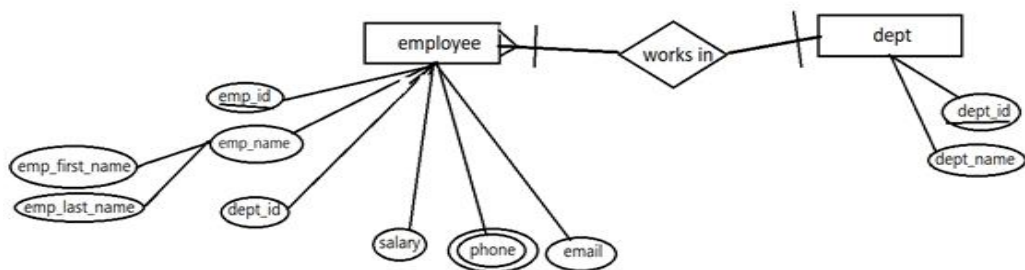 employee
works in
dept
emp_id
emp_name
emp_first_name
emp_last_name
dept_id
salary
phone
email
dept_id
dept_name